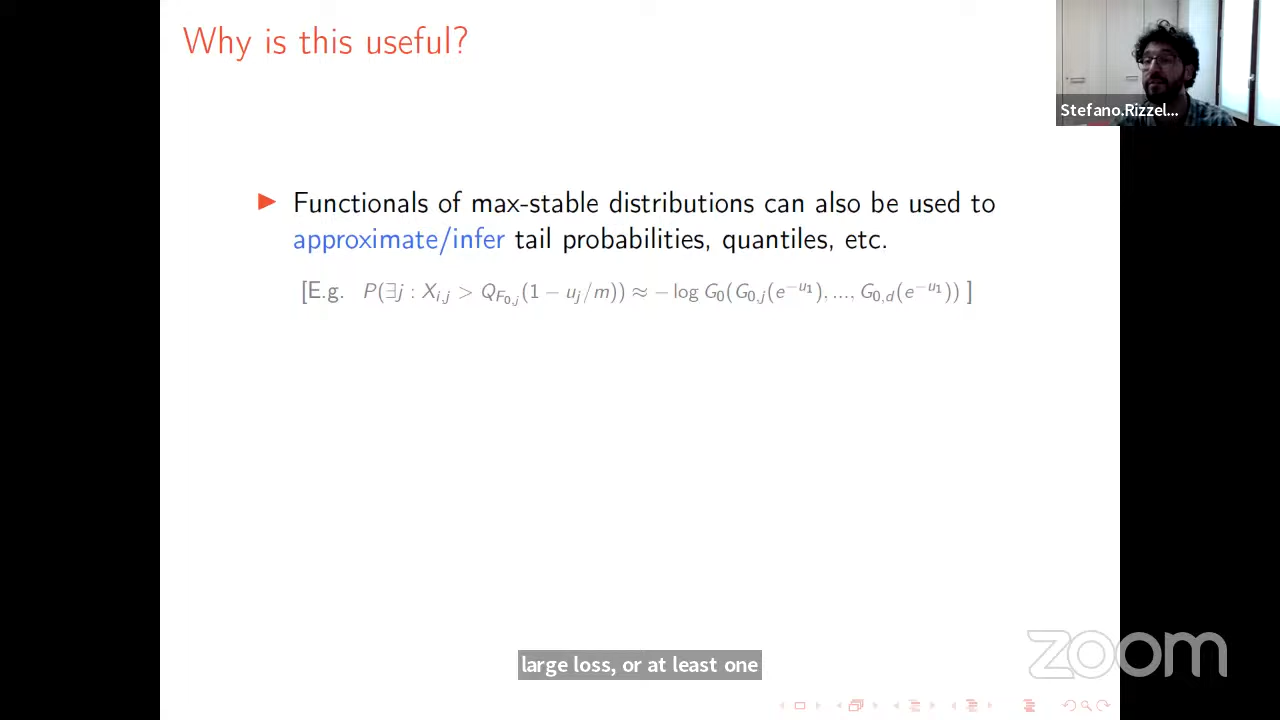 Why is this useful?
Stefano.Rizzel...
Functionals of max-stable distributions can also be used to
approximate/infer tail probabilities, quantiles, etc.
[E.g. P(∃j : X_{i,j} > Q_{F_{0,j}}(1 − u_j/m)) ≈ − log G_0(G_{0,j}(e^{−u_1}), ..., G_{0,d}(e^{−u_1})) ]
large loss, or at least one
zoom